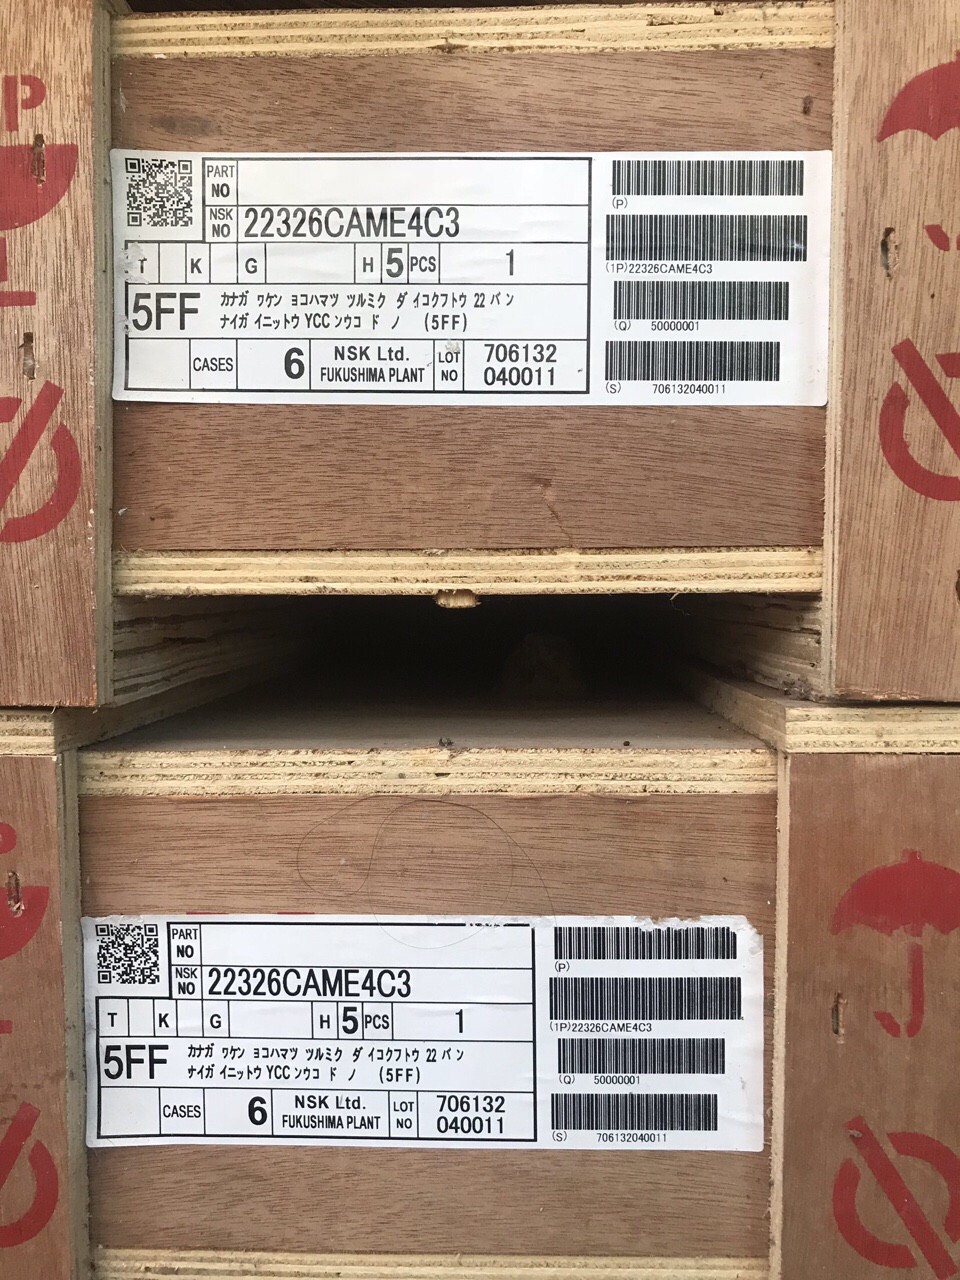 PART NO
NSK NO 22326CAME4C3
T K G H 5 PCS 1
5FF カナガ ワケン ヨコハマツ ツルミク ダ イコクフトウ 22 バン
ナイガ イニットウ YCC ンウコ ド ノ (5FF)
CASES 6 NSK Ltd. FUKUSHIMA PLANT LOT NO 706132 040011
(P)
(1P)22326CAME4C3
(Q) 50000001
(S) 706132040011
PART NO
NSK NO 22326CAME4C3
T K G H 5 PCS 1
5FF カナガ ワケン ヨコハマツ ツルミク ダ イコクフトウ 22 バン
ナイガ イニットウ YCC ンウコ ド ノ (5FF)
CASES 6 NSK Ltd. FUKUSHIMA PLANT LOT NO 706132 040011
(P)
(1P)22326CAME4C3
(Q) 50000001
(S) 706132040011